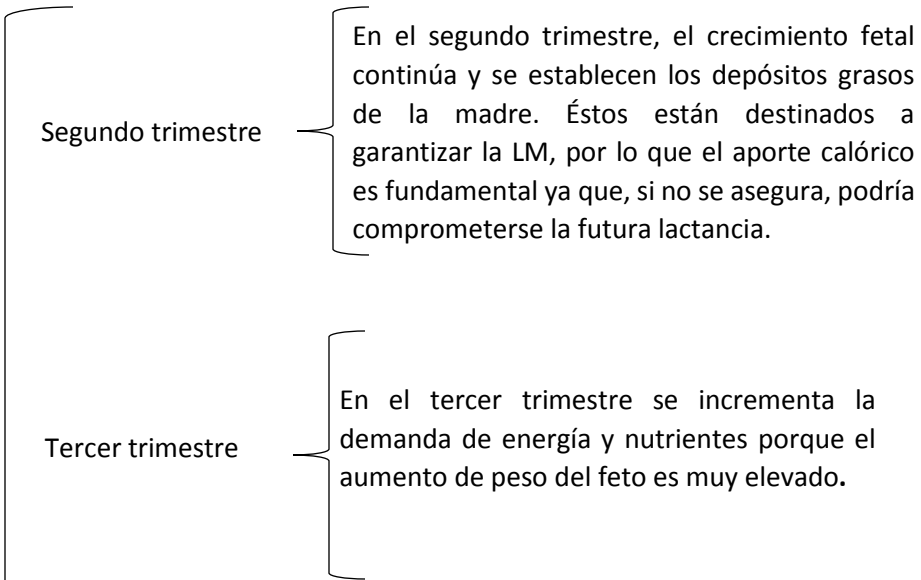 En el segundo trimestre, el crecimiento fetal
continúa y se establecen los depósitos grasos
de la madre. Éstos están destinados a
Segundo trimestre
garantizar la LM, por lo que el aporte calórico
es fundamental ya que, si no se asegura, podría
comprometerse la futura lactancia.
En el tercer trimestre se incrementa la
Tercer trimestre
demanda de energía y nutrientes porque el
aumento de peso del feto es muy elevado.